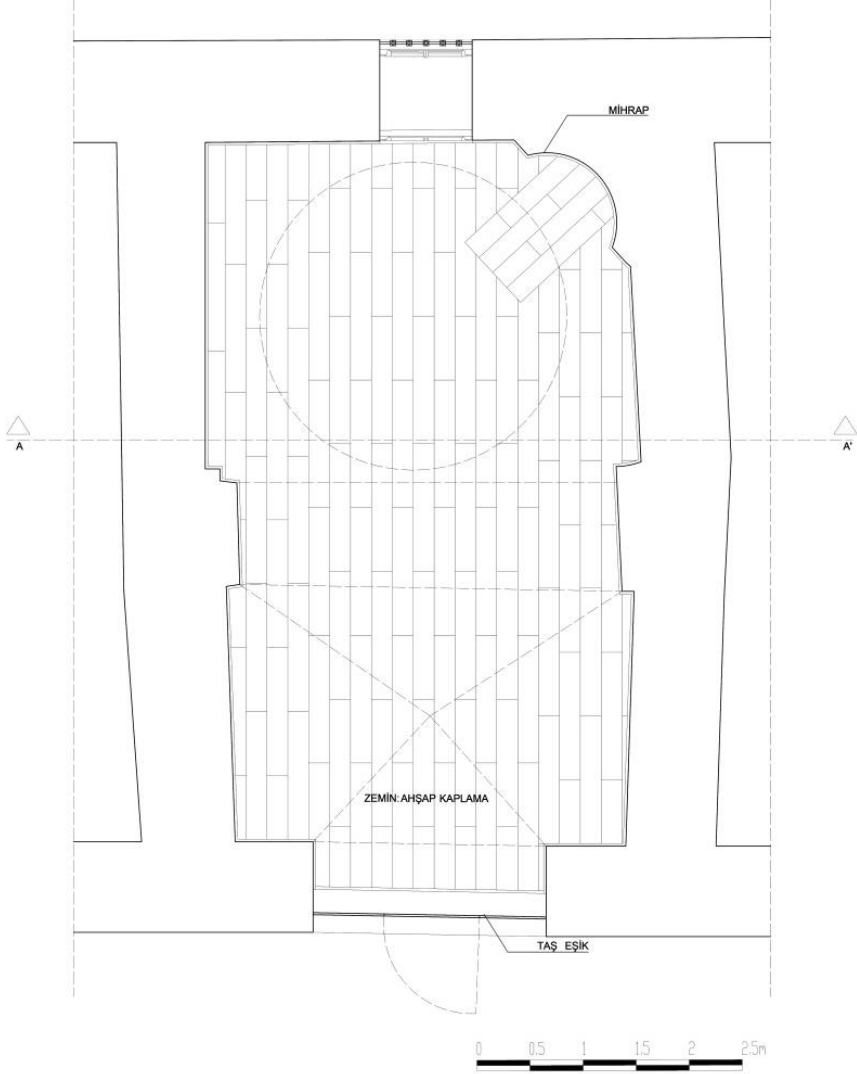 MİHRAP
A
A'
ZEMİN: AHŞAP KAPLAMA
TAŞ EŞİK
0 0.5 1 1.5 2 2.5m